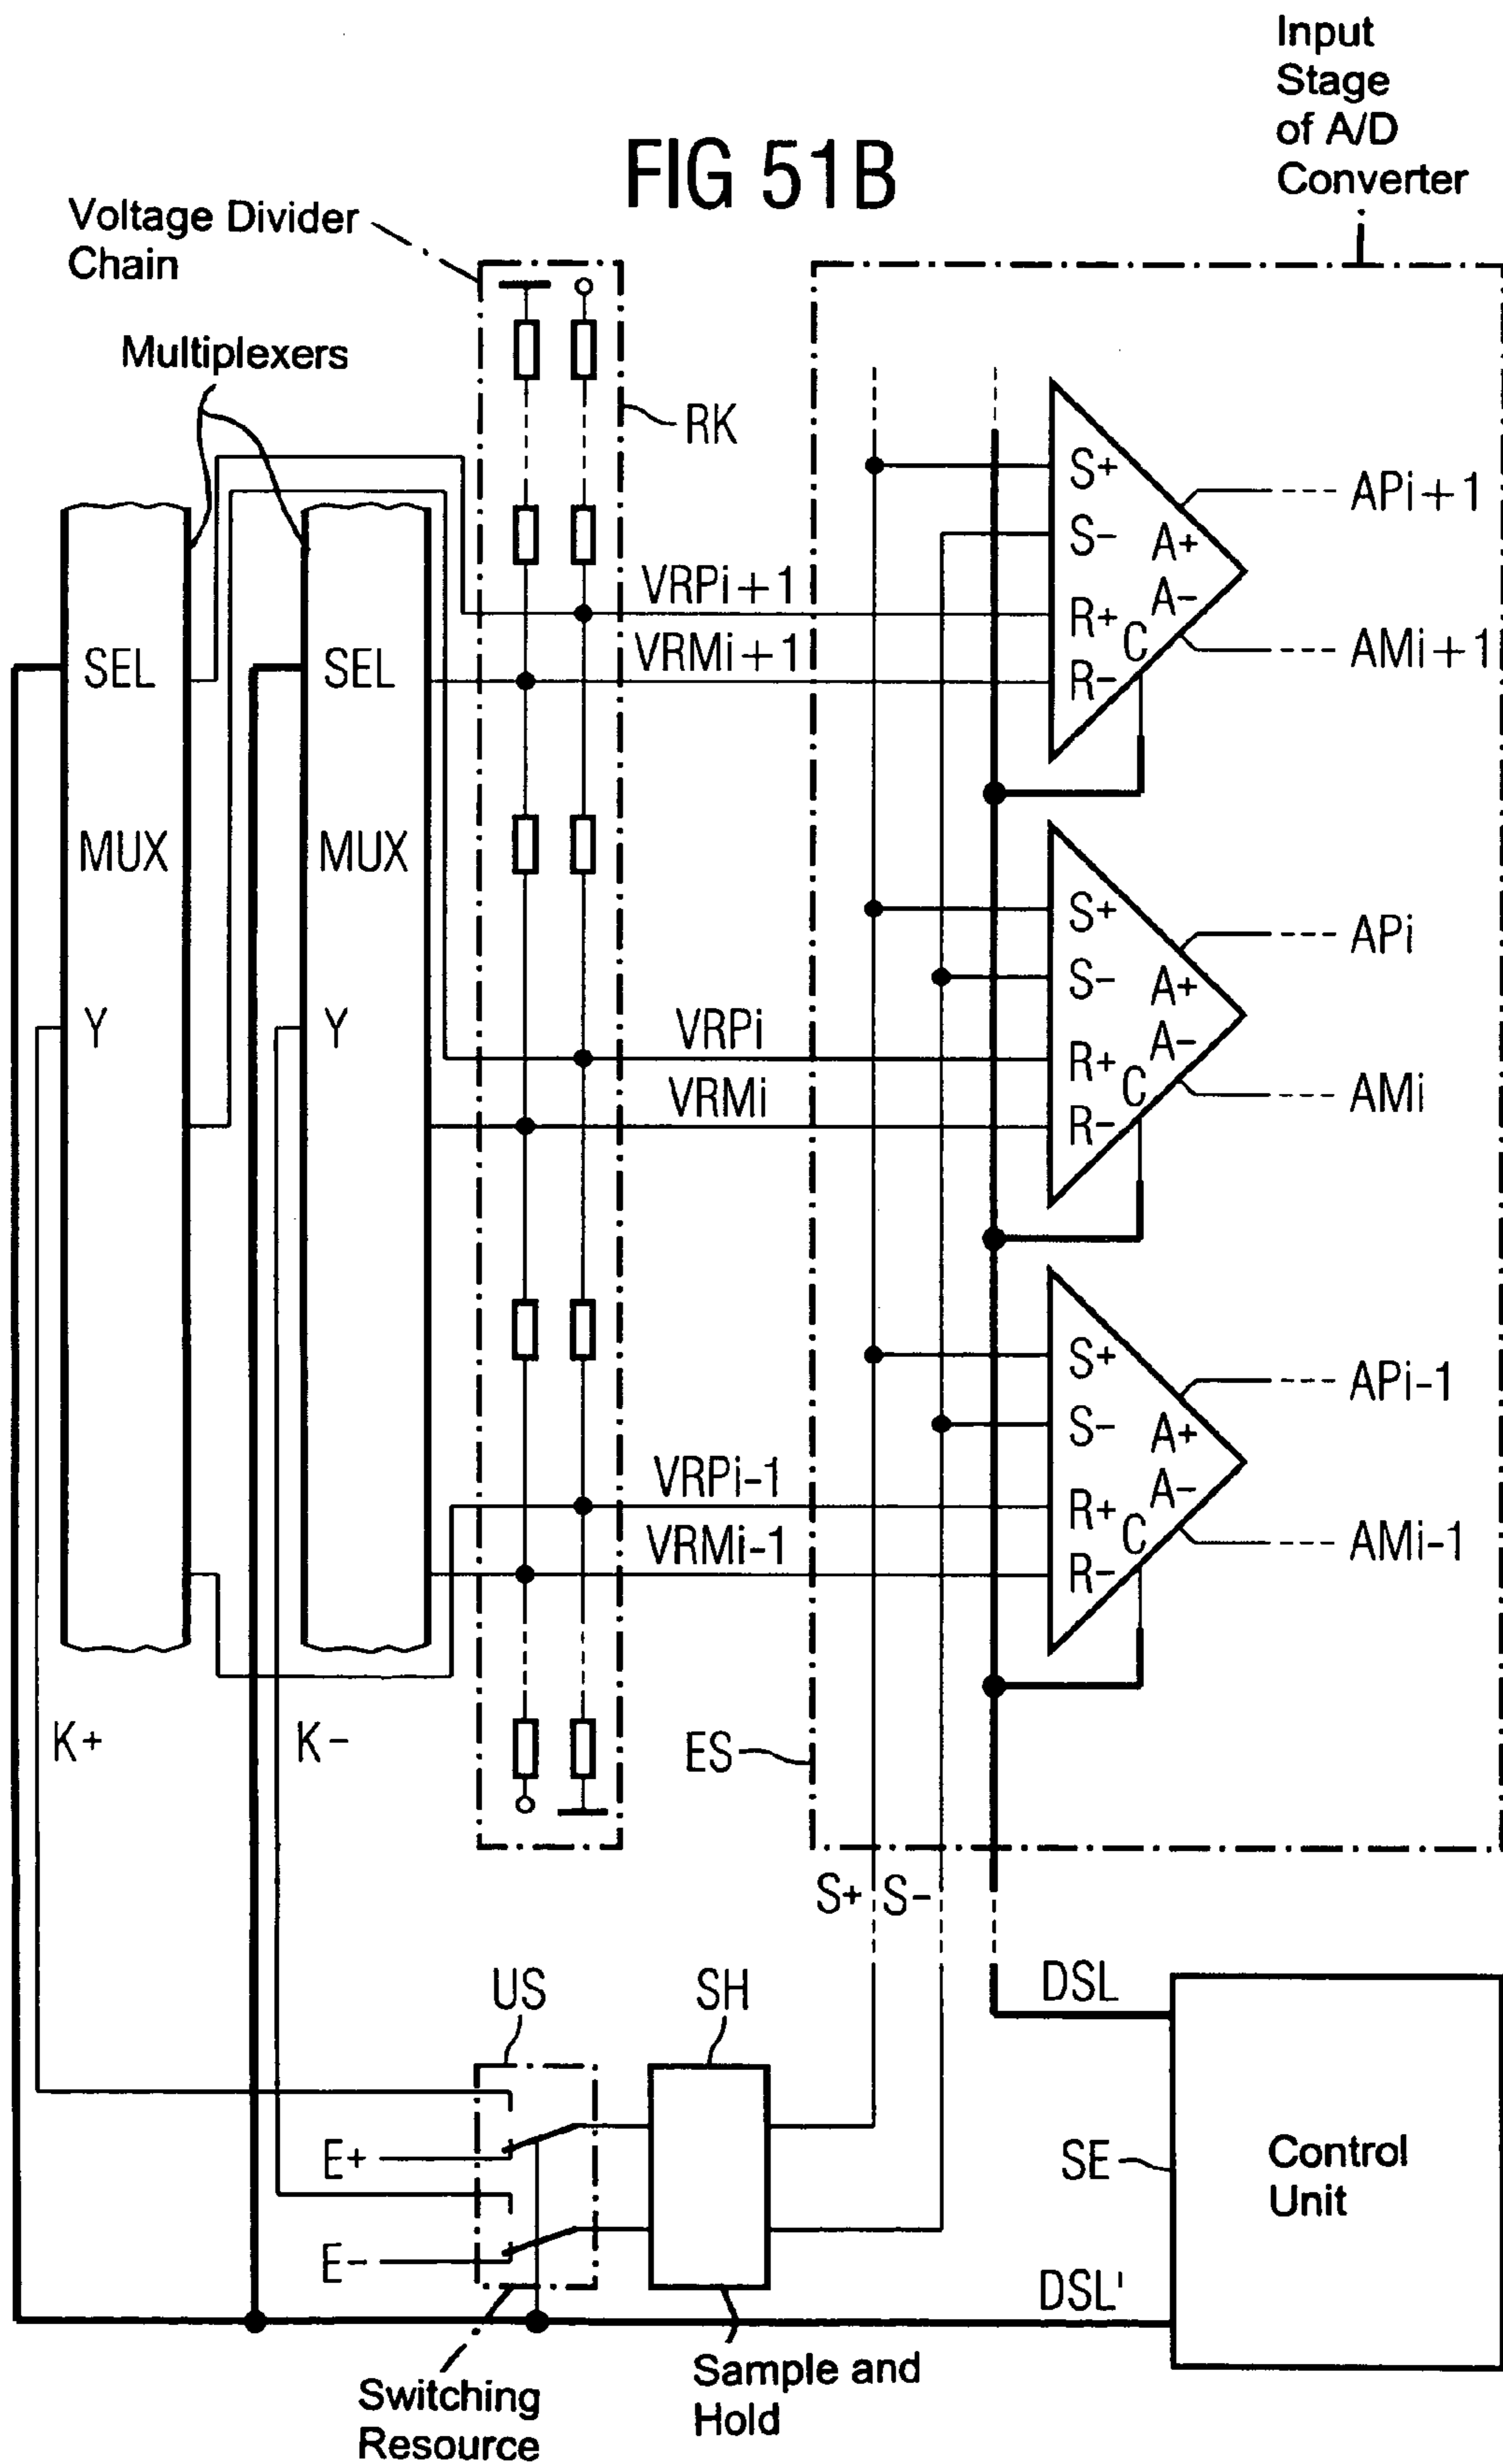 Input
Stage
of A/D
Converter
FIG 51B
Voltage Divider
Chain
Multiplexers
RK
S+
S-
A+
A-
R+
C
R-
APi+1
AMi+1
VRPi+1
VRMi+1
SEL
SEL
MUX
MUX
Y
Y
S+
S-
A+
A-
R+
C
R-
APi
AMi
VRPi
VRMi
S+
S-
A+
A-
R+
C
R-
APi-1
AMi-1
VRPi-1
VRMi-1
K+
K-
ES
S+
S-
US
SH
DSL
E+
E-
SE
Control
Unit
DSL'
Switching
Resource
Sample and
Hold